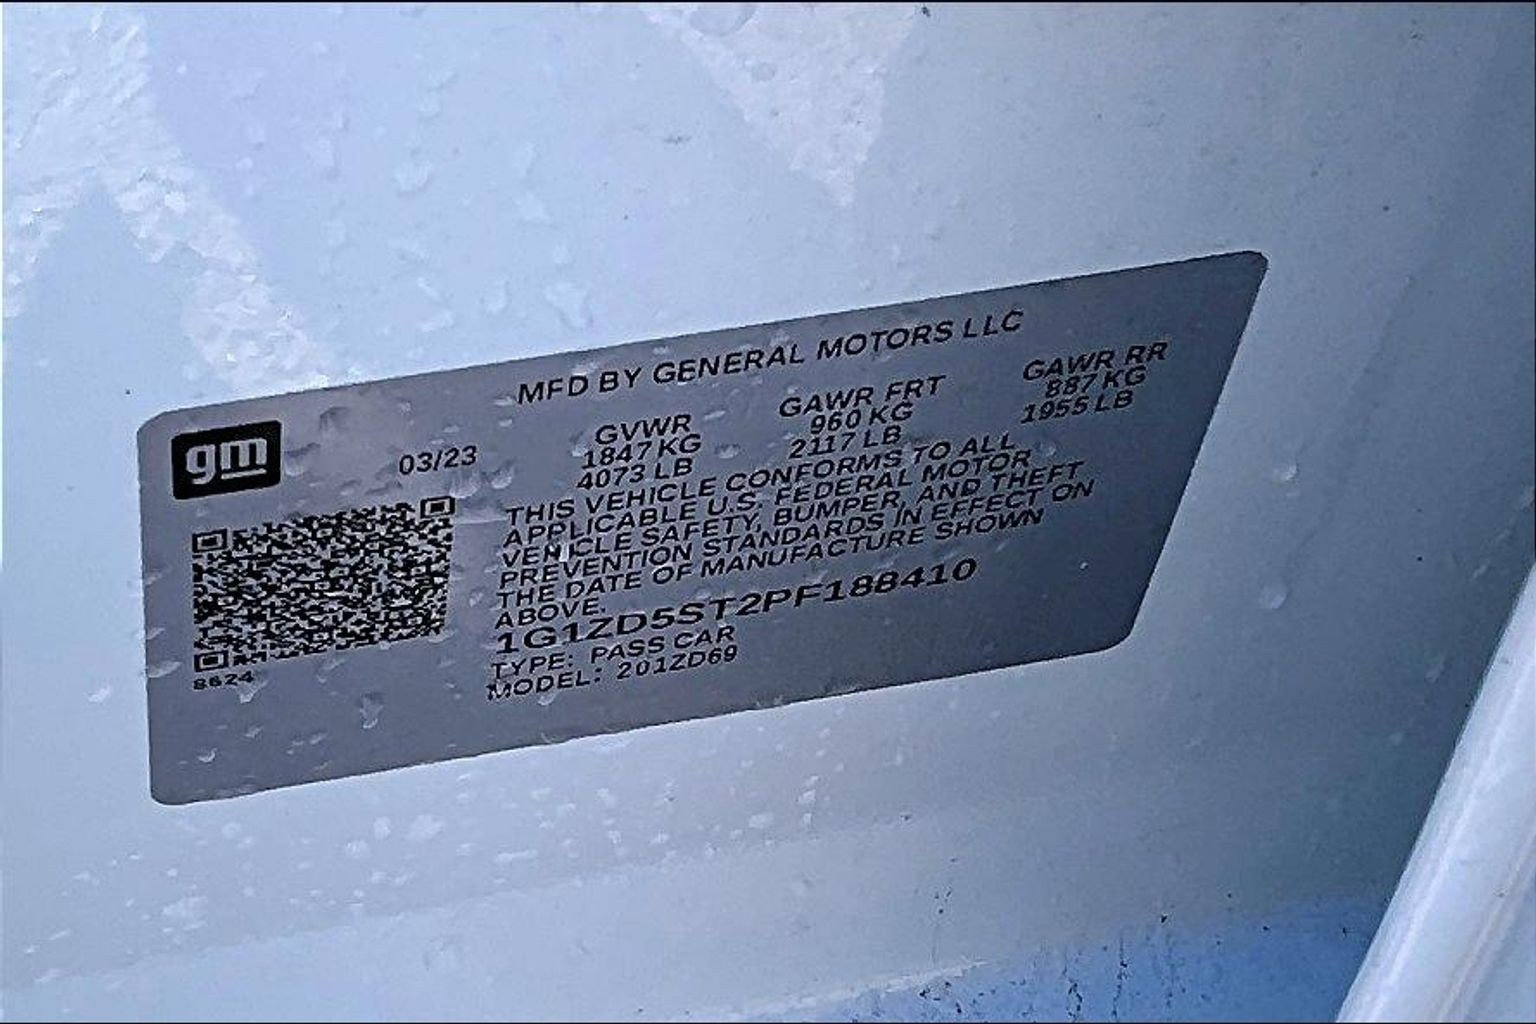 gm
MFD BY GENERAL MOTORS LLC
03/23
GVWR GAWR FRT GAWR RR
1847 KG 960 KG 887 KG
4073 LB 2117 LB 1955 LB
THIS VEHICLE CONFORMS TO ALL
APPLICABLE U.S. FEDERAL MOTOR
VEHICLE SAFETY, BUMPER, AND THEFT
PREVENTION STANDARDS IN EFFECT ON
THE DATE OF MANUFACTURE SHOWN
ABOVE.
1G1ZD5ST2PF188410
TYPE: PASS CAR
MODEL: 201ZD69
8624